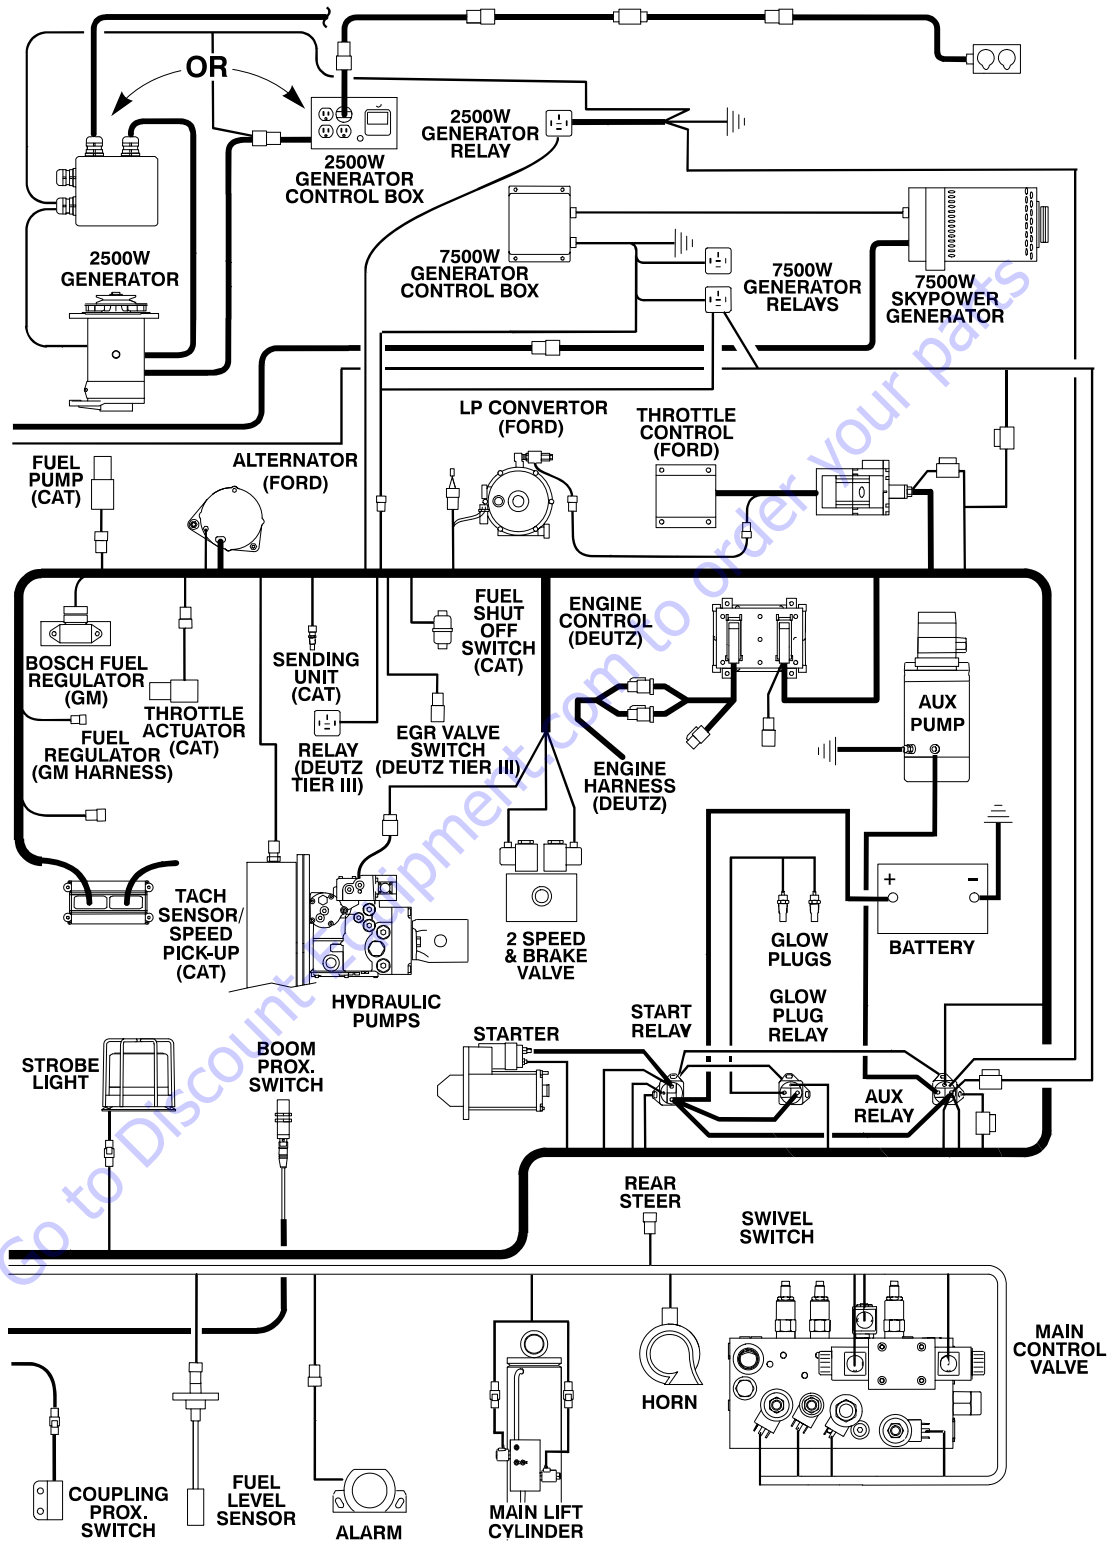 OR
2500W
GENERATOR
CONTROL BOX
2500W
GENERATOR
RELAY
2500W
GENERATOR
7500W
GENERATOR
CONTROL BOX
7500W
GENERATOR
RELAYS
7500W
SKYPOWER
GENERATOR
LP CONVERTOR
(FORD)
THROTTLE
CONTROL
(FORD)
FUEL
PUMP
(CAT)
ALTERNATOR
(FORD)
BOSCH FUEL
REGULATOR
(GM)
THROTTLE
ACTUATOR
(CAT)
FUEL
REGULATOR
(GM HARNESS)
SENDING
UNIT
(CAT)
RELAY
(DEUTZ
TIER III)
FUEL
SHUT
OFF
SWITCH
(CAT)
EGR VALVE
SWITCH
(DEUTZ TIER III)
ENGINE
CONTROL
(DEUTZ)
ENGINE
HARNESS
(DEUTZ)
AUX
PUMP
+
-
BATTERY
GLOW
PLUGS
GLOW
PLUG
RELAY
TACH
SENSOR/
SPEED
PICK-UP
(CAT)
HYDRAULIC
PUMPS
2 SPEED
& BRAKE
VALVE
START
RELAY
STARTER
AUX
RELAY
STROBE
LIGHT
BOOM
PROX.
SWITCH
REAR
STEER
SWIVEL
SWITCH
MAIN
CONTROL
VALVE
HORN
COUPLING
PROX.
SWITCH
FUEL
LEVEL
SENSOR
ALARM
MAIN LIFT
CYLINDER
Go to Discount-Equipment.com to order your parts